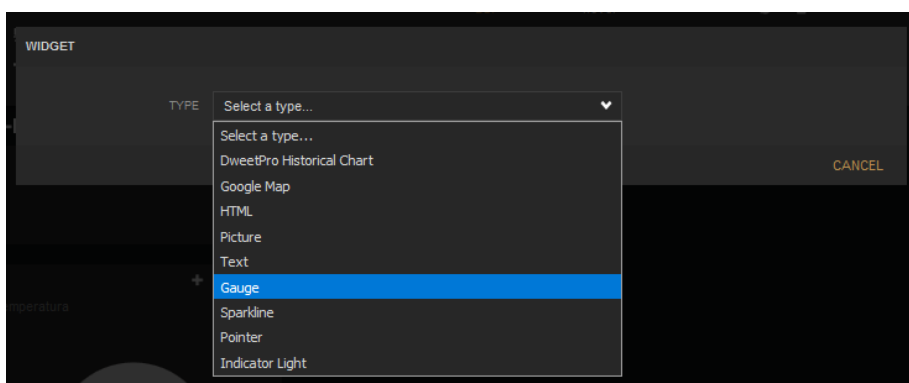 WIDGET
TYPE Select a type...
Select a type...
DweetPro Historical Chart
Google Map
HTML
CANCEL
Picture
Text
Gauge
mperatura
Sparkline
Pointer
Indicator Light